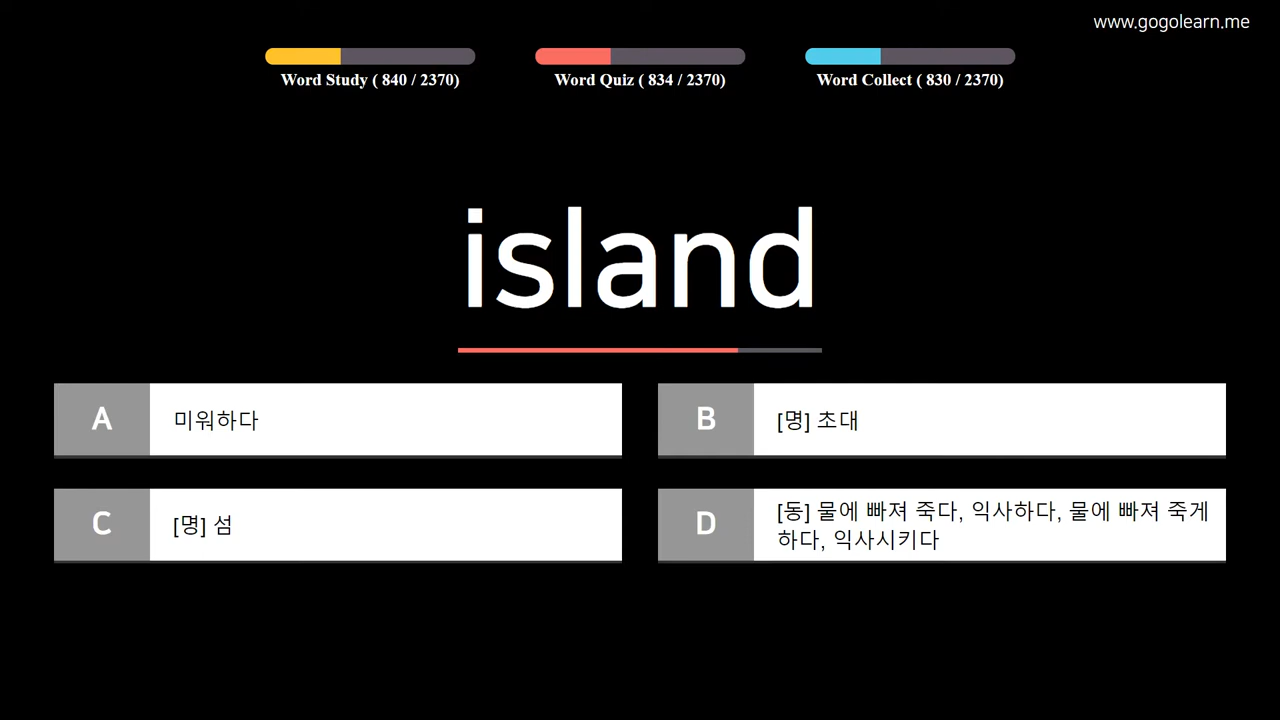 www.gogolearn.me
Word Study ( 840 / 2370)
Word Quiz ( 834 / 2370)
Word Collect ( 830 / 2370)
island
A
미워하다
B
[명] 초대
C
[명] 섬
D
[동] 물에 빠져 죽다, 익사하다, 물에 빠져 죽게
하다, 익사시키다